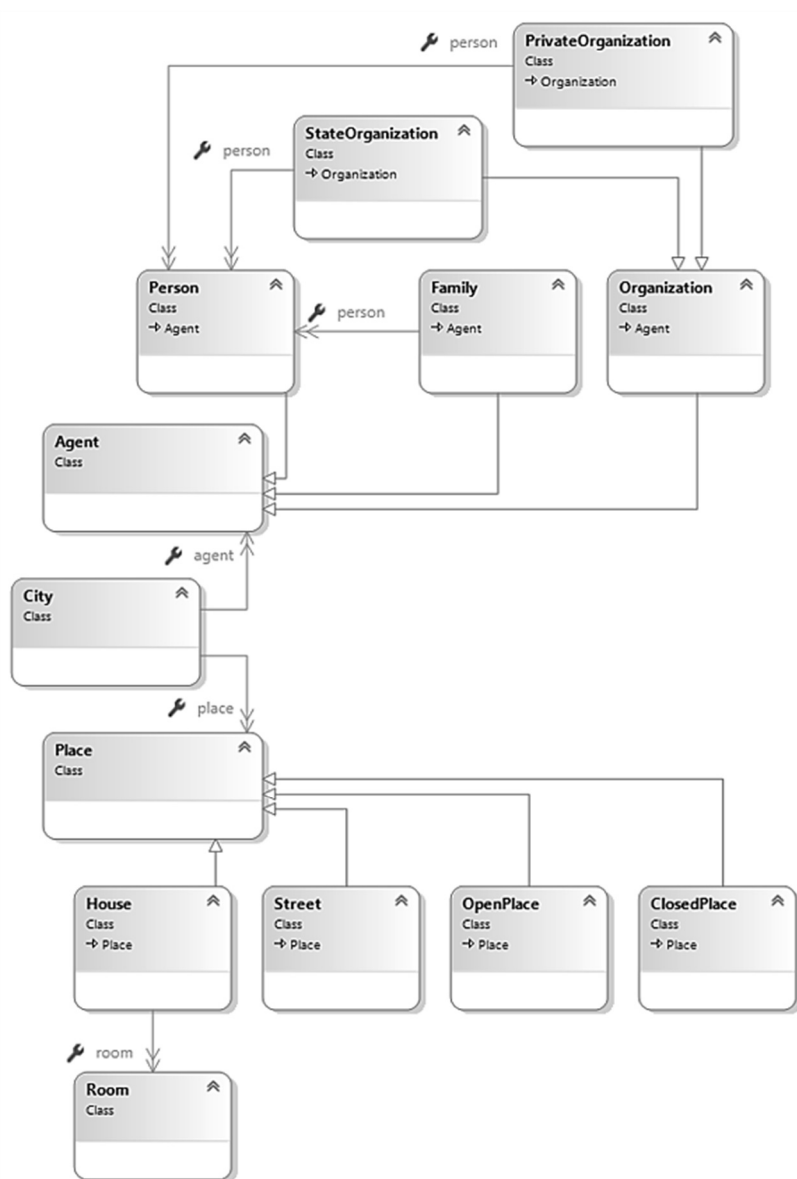 person
PrivateOrganization
Class
Organization
person
StateOrganization
Class
Organization
Person
Class
Agent
person
Family
Class
Agent
Organization
Class
Agent
Agent
Class
agent
City
Class
place
Place
Class
House
Class
Place
Street
Class
Place
OpenPlace
Class
Place
ClosedPlace
Class
Place
room
Room
Class